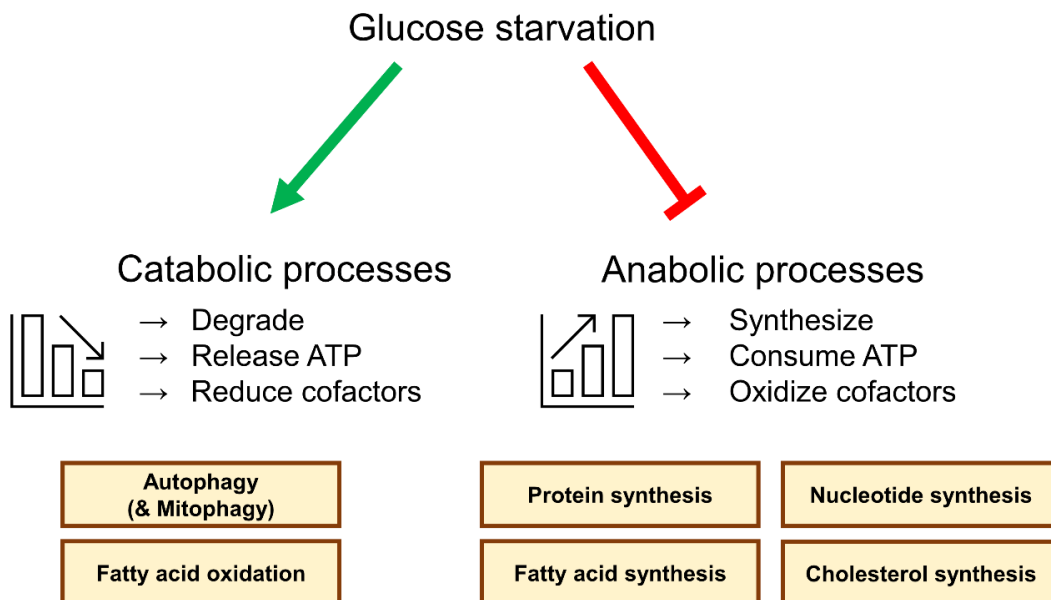 Glucose starvation
Catabolic processes
→ Degrade
→ Release ATP
→ Reduce cofactors
Anabolic processes
→ Synthesize
→ Consume ATP
→ Oxidize cofactors
Autophagy
(& Mitophagy)
Fatty acid oxidation
Protein synthesis
Nucleotide synthesis
Fatty acid synthesis
Cholesterol synthesis